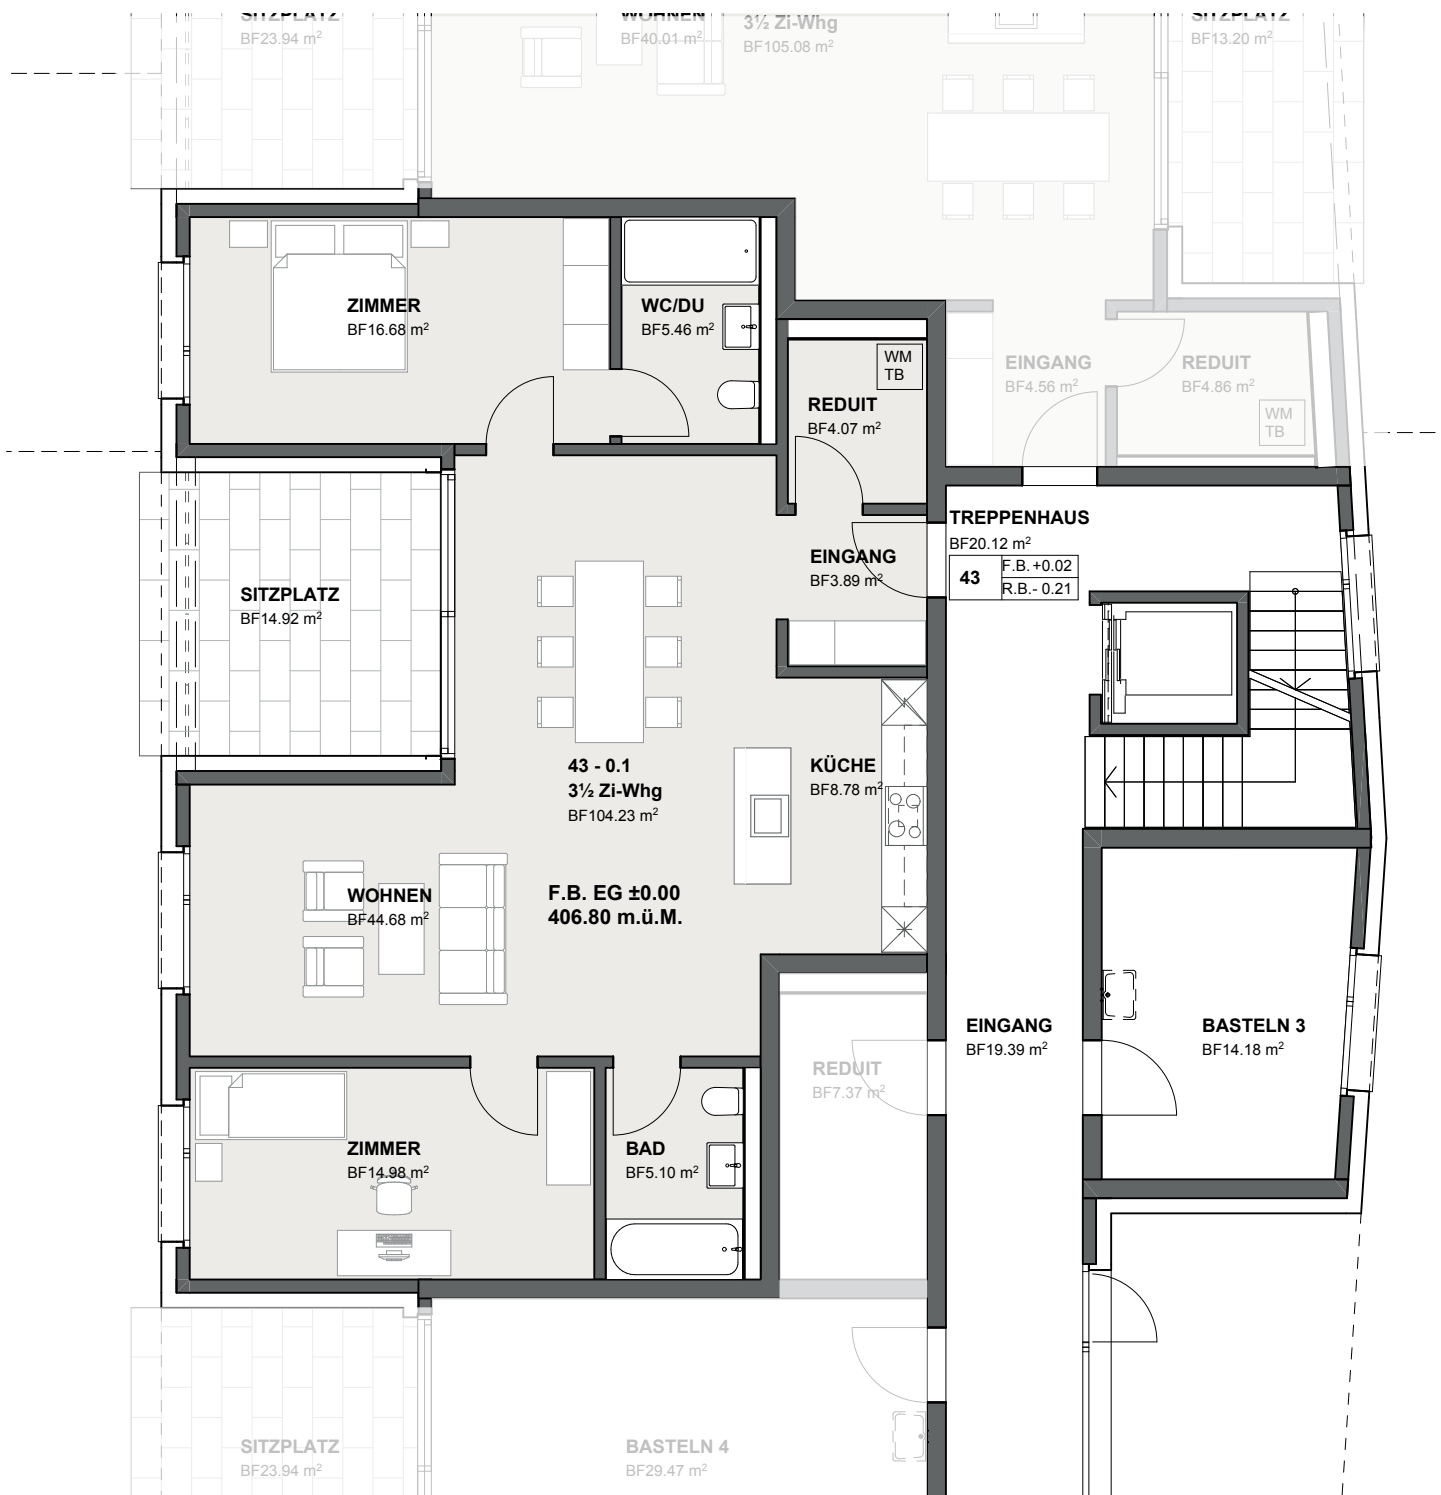 SITZPLATZ
BF23.94 m²
WOHNEN
BF40.01 m²
3½ Zi-Whg
BF105.08 m²
SITZPLATZ
BF13.20 m²
ZIMMER
BF16.68 m²
WC/DU
BF5.46 m²
WM
TB
REDUIT
BF4.07 m²
EINGANG
BF4.56 m²
REDUIT
BF4.86 m²
WM
TB
TREPPENHAUS
BF20.12 m²
43
F.B. +0.02
R.B.- 0.21
EINGANG
BF3.89 m²
SITZPLATZ
BF14.92 m²
43 - 0.1
3½ Zi-Whg
BF104.23 m²
KÜCHE
BF8.78 m²
WOHNEN
BF44.68 m²
F.B. EG ±0.00
406.80 m.ü.M.
REDUIT
BF7.37 m²
EINGANG
BF19.39 m²
BASTELN 3
BF14.18 m²
ZIMMER
BF14.98 m²
BAD
BF5.10 m²
SITZPLATZ
BF23.94 m²
BASTELN 4
BF29.47 m²